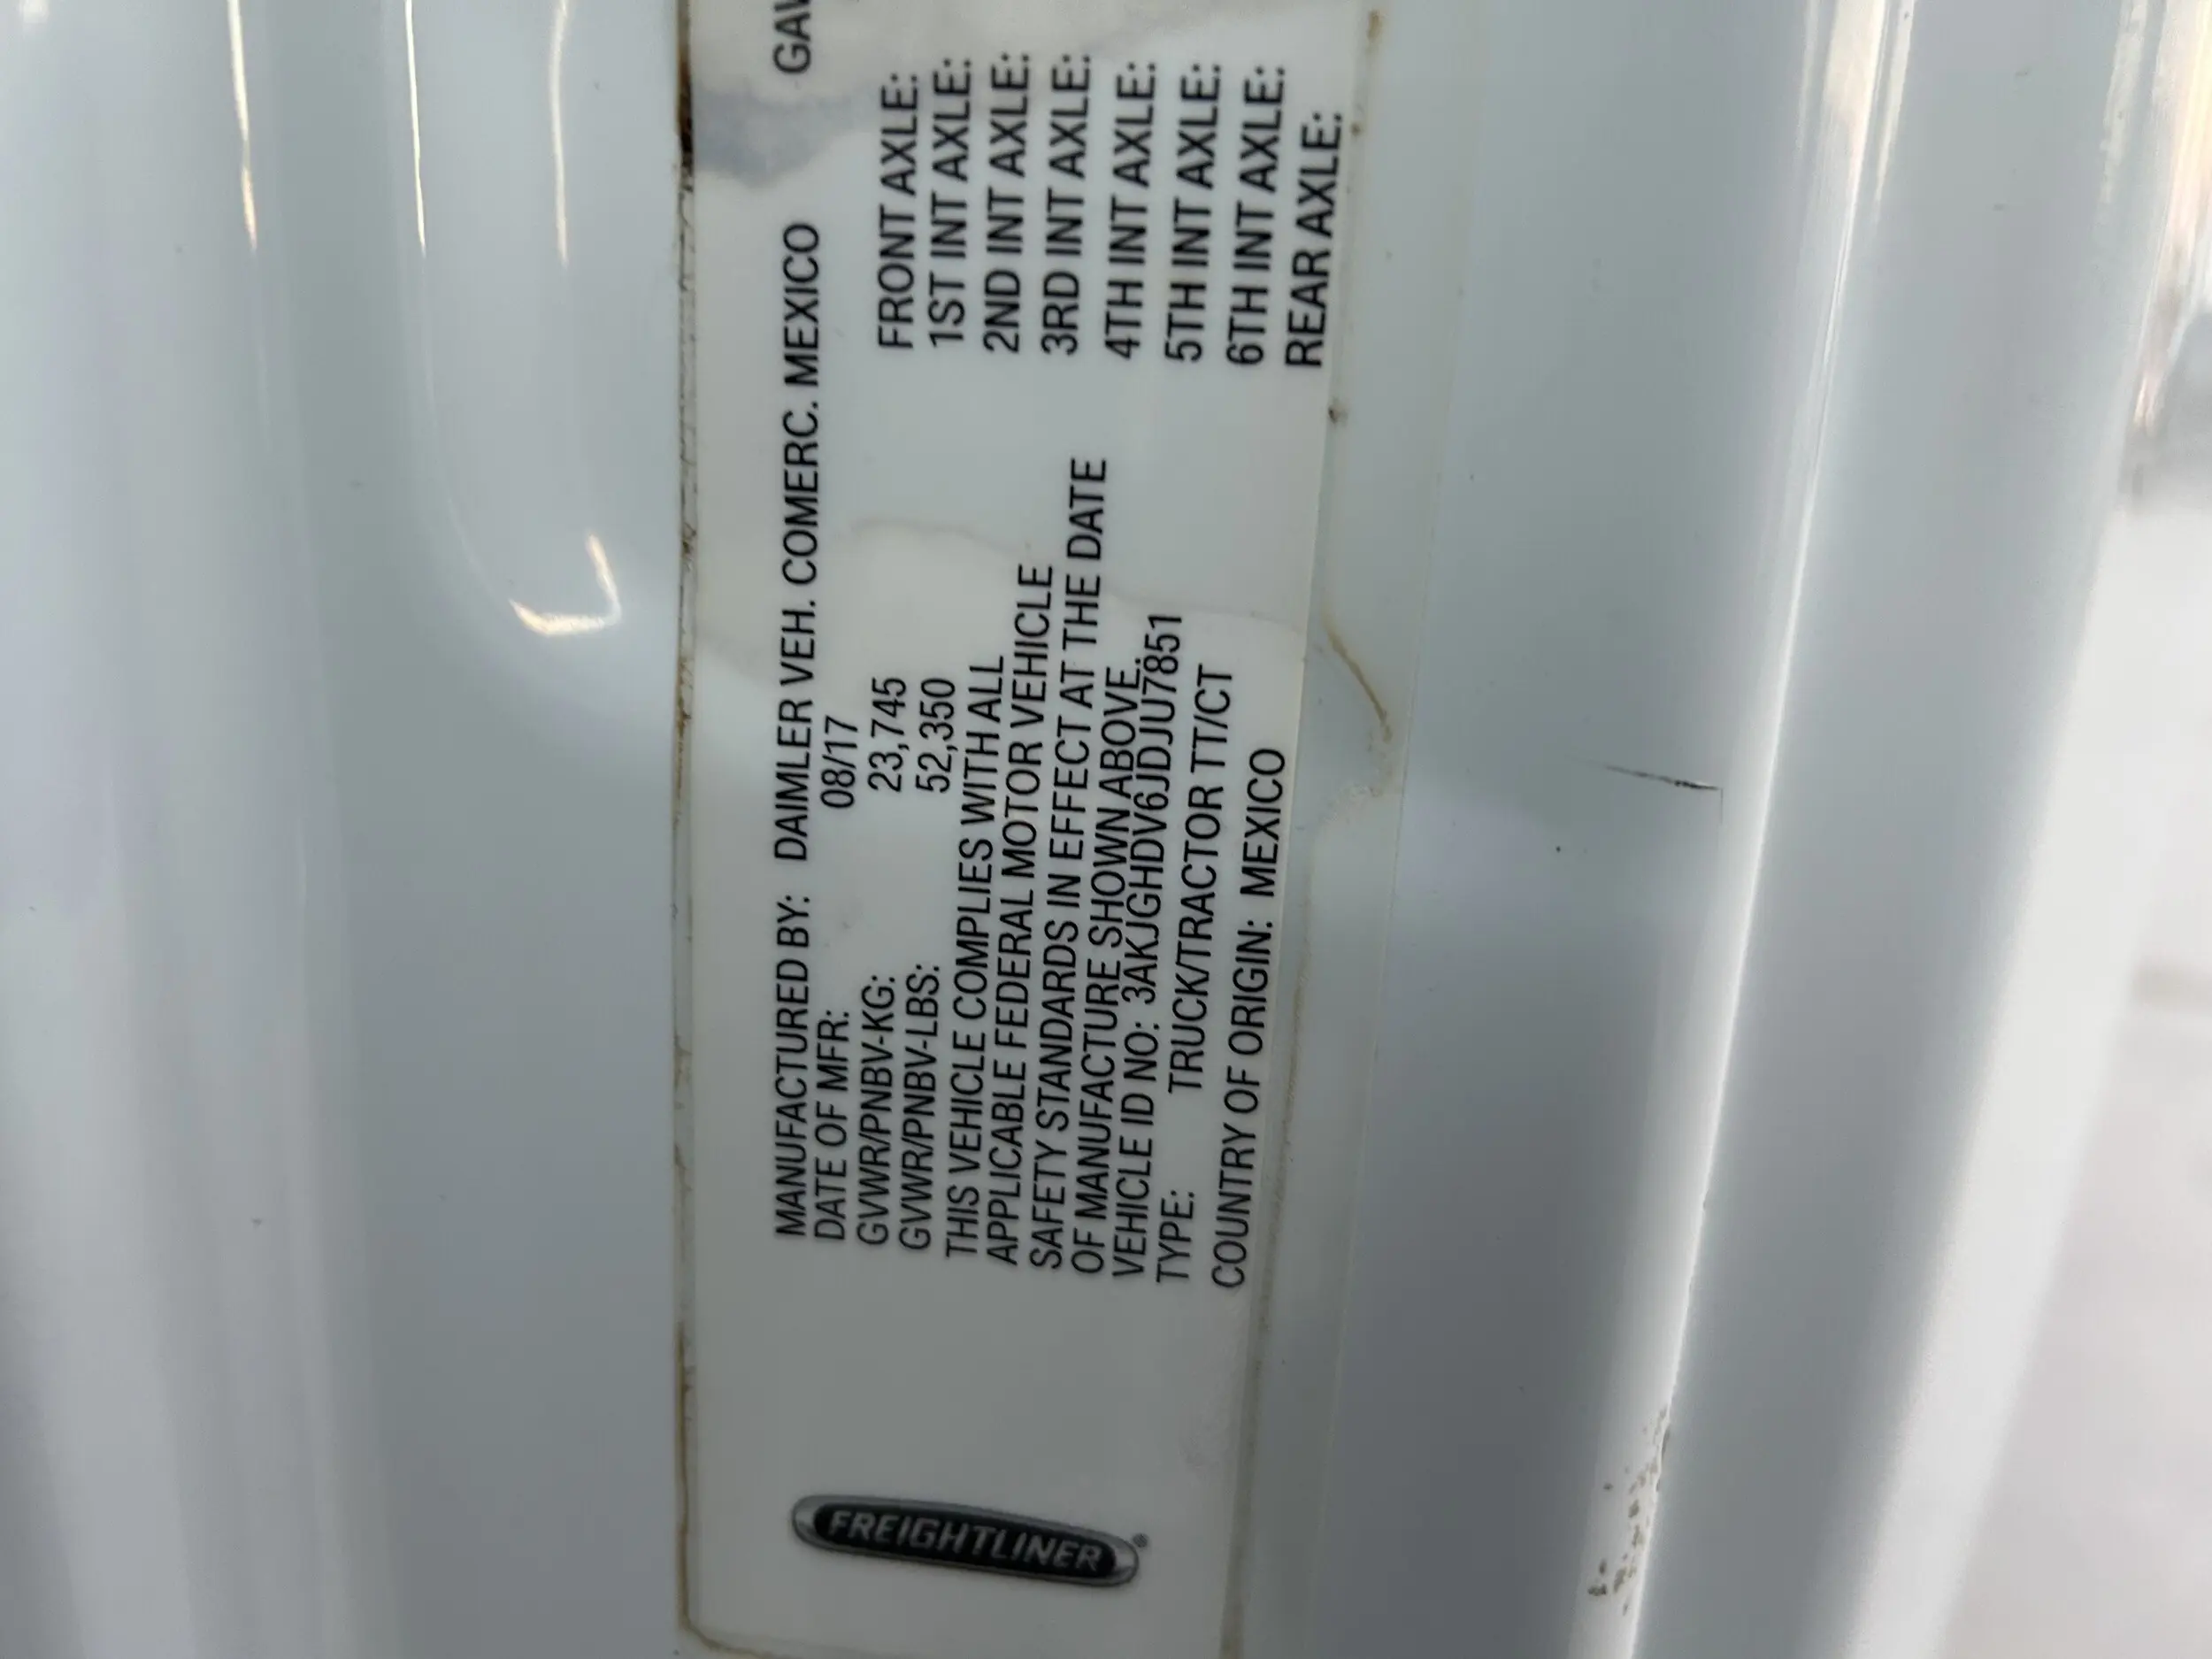 FREIGHTLINER
MANUFACTURED BY: DAIMLER VEH. COMERC. MEXICO
DATE OF MFR: 08/17
GVWR/PNBV-KG: 23,745
GVWR/PNBV-LBS: 52,350
THIS VEHICLE COMPLIES WITH ALL
APPLICABLE FEDERAL MOTOR VEHICLE
SAFETY STANDARDS IN EFFECT AT THE DATE
OF MANUFACTURE SHOWN ABOVE.
VEHICLE ID NO: 3AKJGHDV6JDJU7851
TYPE: TRUCK/TRACTOR TT/CT
COUNTRY OF ORIGIN: MEXICO
FRONT AXLE:
1ST INT AXLE:
2ND INT AXLE:
3RD INT AXLE:
4TH INT AXLE:
5TH INT AXLE:
6TH INT AXLE:
REAR AXLE: